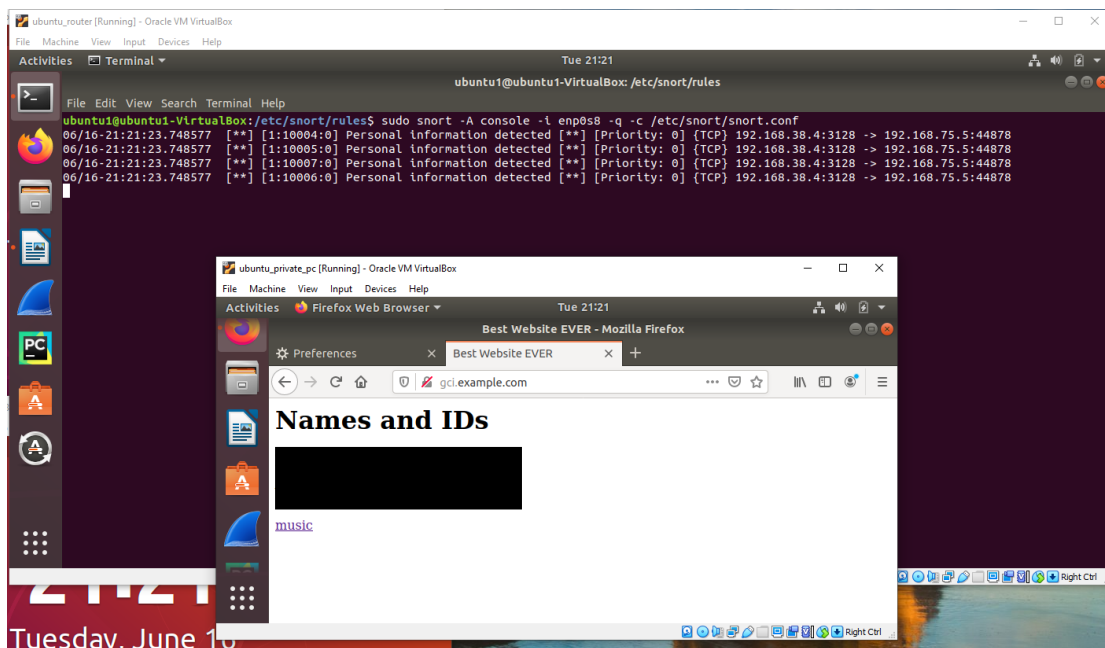 ubuntu_router [Running] - Oracle VM VirtualBox
File Machine View Input Devices Help
Activities Terminal Tue 21:21
ubuntu1@ubuntu1-VirtualBox: /etc/snort/rules
File Edit View Search Terminal Help
ubuntu1@ubuntu1-VirtualBox:/etc/snort/rules$ sudo snort -A console -i enp0s8 -q -c /etc/snort/snort.conf
06/16-21:21:23.748577 [**] [1:10004:0] Personal information detected [**] [Priority: 0] {TCP} 192.168.38.4:3128 -> 192.168.75.5:44878
06/16-21:21:23.748577 [**] [1:10005:0] Personal information detected [**] [Priority: 0] {TCP} 192.168.38.4:3128 -> 192.168.75.5:44878
06/16-21:21:23.748577 [**] [1:10007:0] Personal information detected [**] [Priority: 0] {TCP} 192.168.38.4:3128 -> 192.168.75.5:44878
06/16-21:21:23.748577 [**] [1:10006:0] Personal information detected [**] [Priority: 0] {TCP} 192.168.38.4:3128 -> 192.168.75.5:44878
ubuntu_private_pc [Running] - Oracle VM VirtualBox
File Machine View Input Devices Help
Activities Firefox Web Browser Tue 21:21
Best Website EVER - Mozilla Firefox
Preferences Best Website EVER
gci.example.com
Names and IDs
music
PC
Right Ctrl
Right Ctrl
Tuesday, June 16